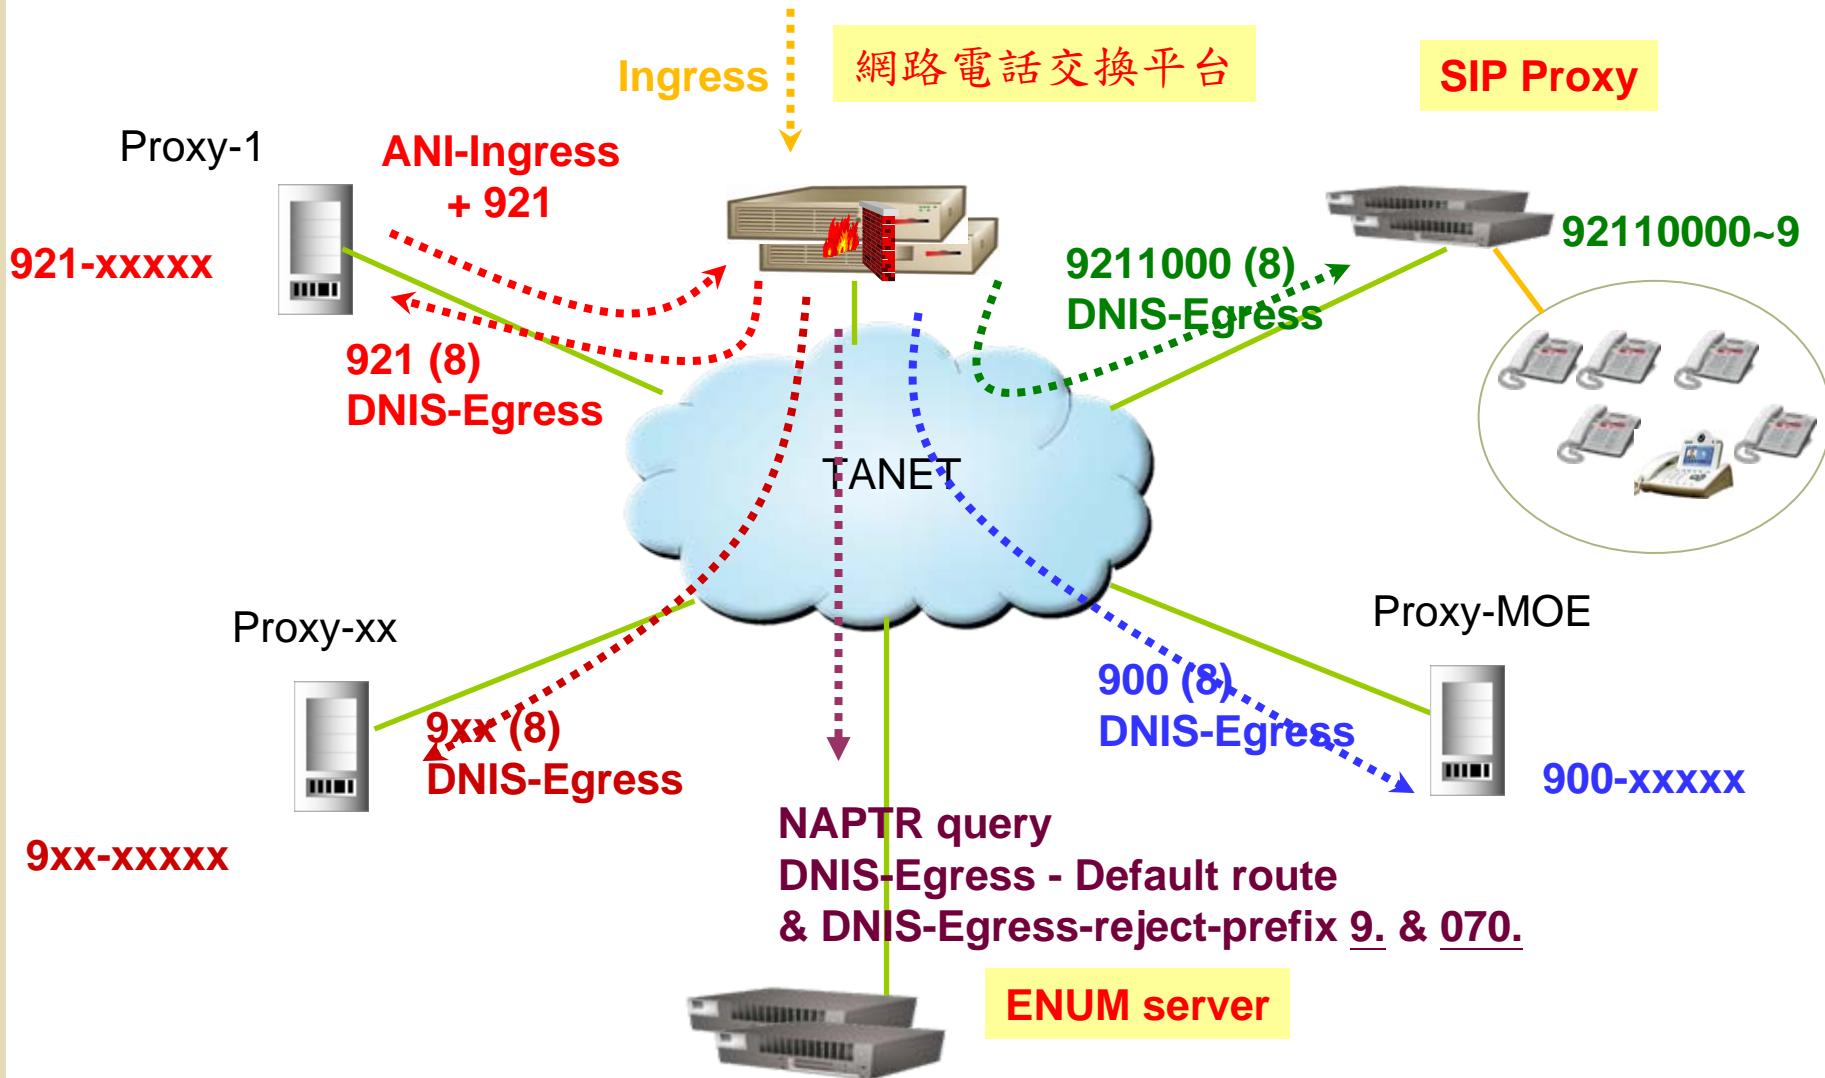 Ingress
網路電話交換平台
SIP Proxy
Proxy-1
ANI-Ingress
+ 921
921-xxxxx
9211000 (8)
DNIS-Egress
92110000~9
921 (8)
DNIS-Egress
TANET
Proxy-xx
Proxy-MOE
9xx (8)
DNIS-Egress
900 (8)
DNIS-Egress
900-xxxxx
9xx-xxxxx
NAPTR query
DNIS-Egress - Default route
& DNIS-Egress-reject-prefix 9. & 070.
ENUM server